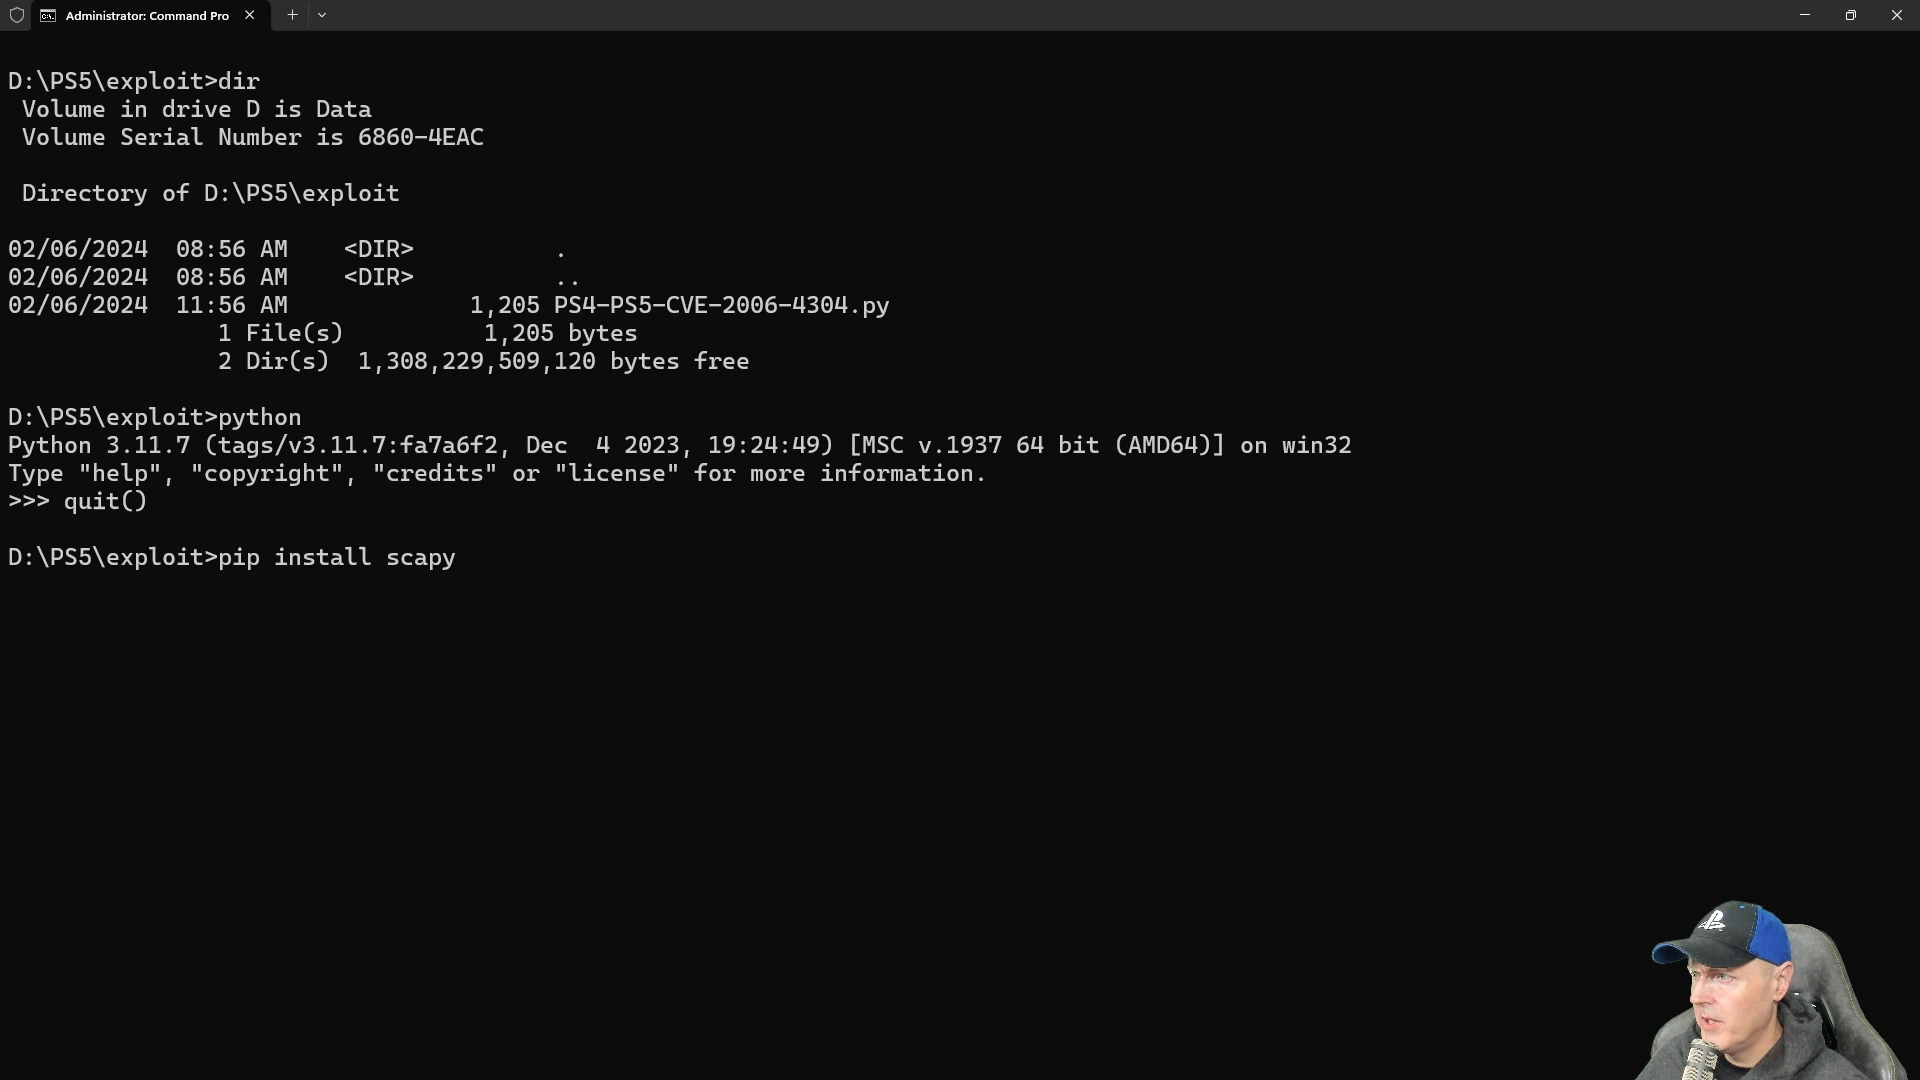 Administrator: Command Pro
D:\PS5\exploit>dir
Volume in drive D is Data
Volume Serial Number is 6860-4EAC
Directory of D:\PS5\exploit
02/06/2024  08:56 AM    <DIR>          .
02/06/2024  08:56 AM    <DIR>          ..
02/06/2024  11:56 AM             1,205 PS4-PS5-CVE-2006-4304.py
1 File(s)          1,205 bytes
2 Dir(s)  1,308,229,509,120 bytes free
D:\PS5\exploit>python
Python 3.11.7 (tags/v3.11.7:fa7a6f2, Dec  4 2023, 19:24:49) [MSC v.1937 64 bit (AMD64)] on win32
Type "help", "copyright", "credits" or "license" for more information.
>>> quit()
D:\PS5\exploit>pip install scapy